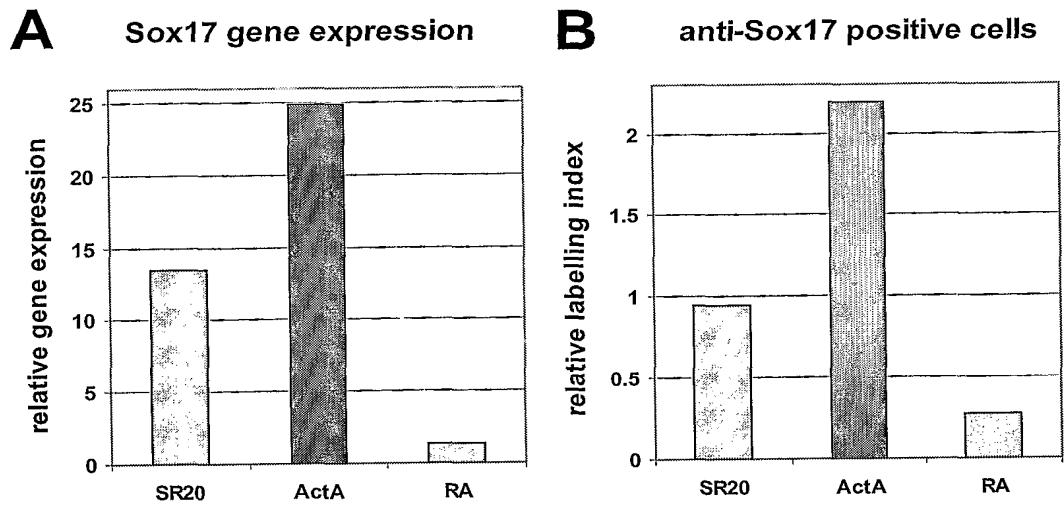 A
Sox17 gene expression
relative gene expression
25
20
15
10
5
0
SR20
ActA
RA
B
anti-Sox17 positive cells
relative labelling index
2
1.5
1
0.5
0
SR20
ActA
RA